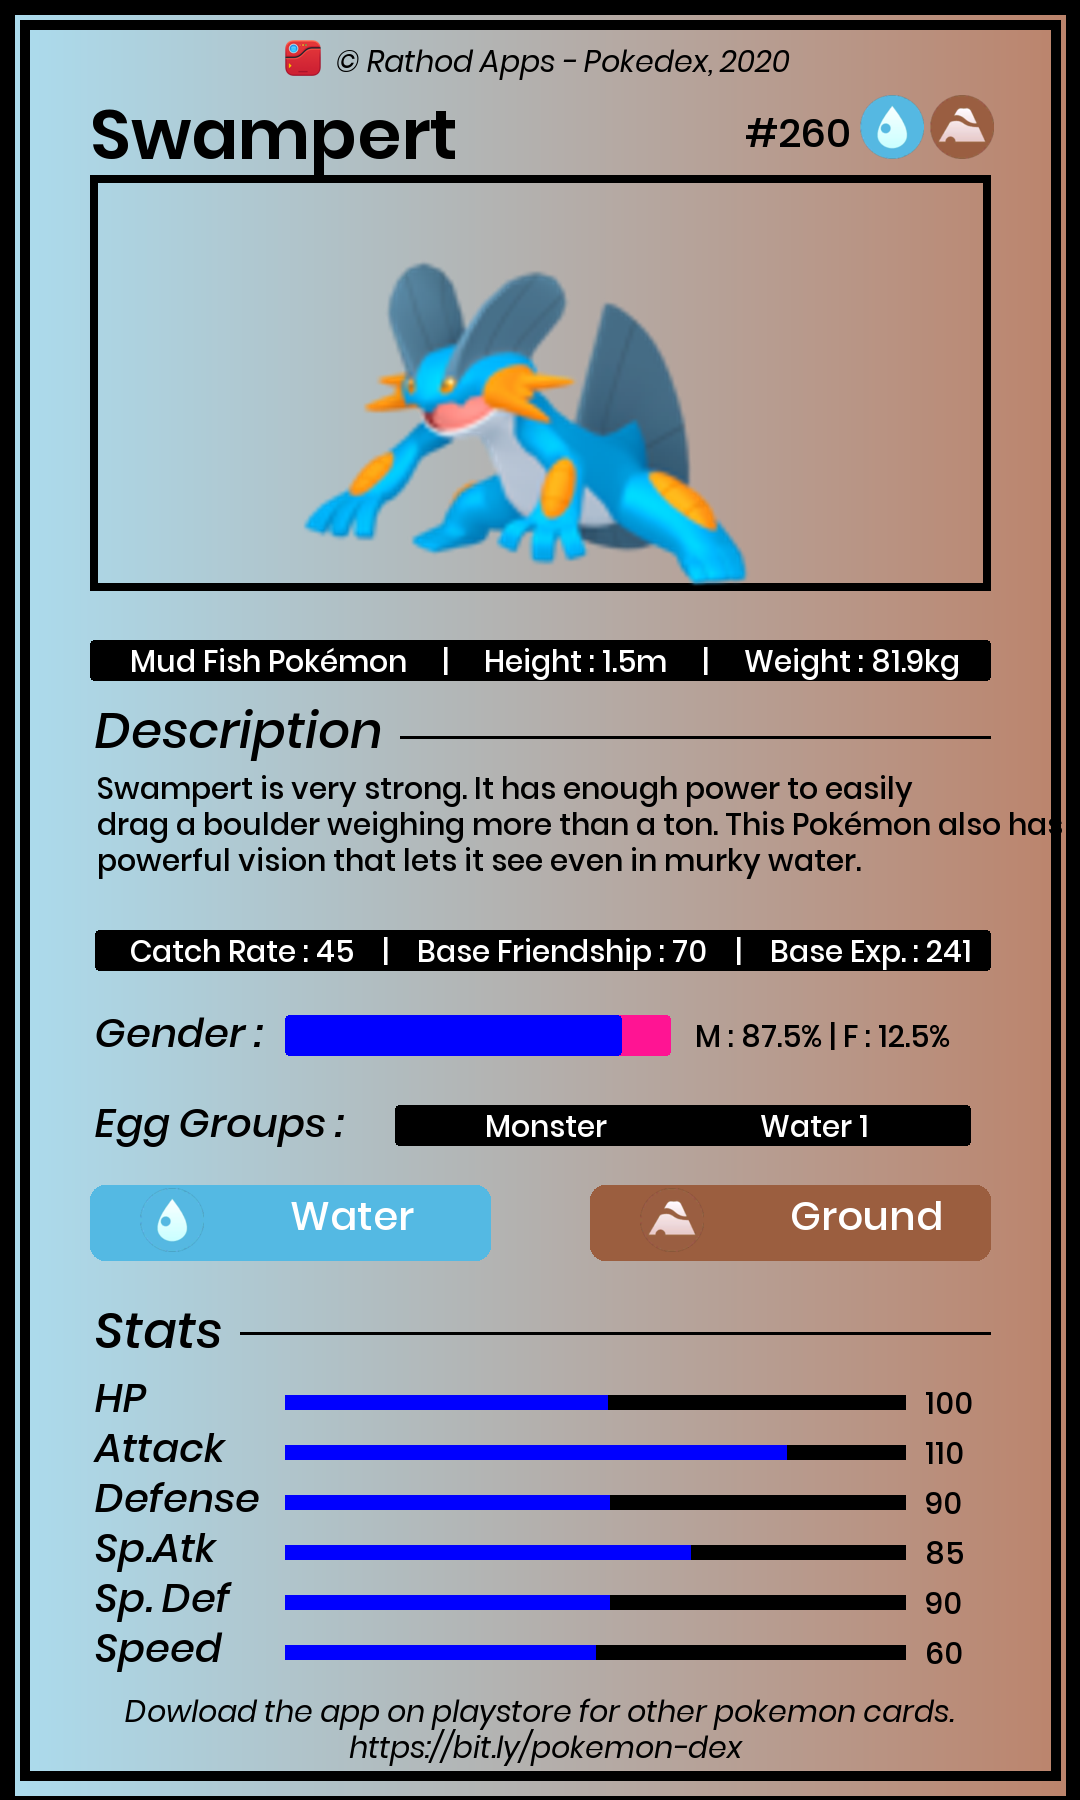 © Rathod Apps - Pokedex, 2020
Swampert
#260
Mud Fish Pokémon | Height : 1.5m | Weight : 81.9kg
Description
Swampert is very strong. It has enough power to easily
drag a boulder weighing more than a ton. This Pokémon also has
powerful vision that lets it see even in murky water.
Catch Rate : 45 | Base Friendship : 70 | Base Exp. : 241
Gender : M : 87.5% | F : 12.5%
Egg Groups : Monster Water 1
Water Ground
Stats
HP 100
Attack 110
Defense 90
Sp.Atk 85
Sp. Def 90
Speed 60
Dowload the app on playstore for other pokemon cards.
https://bit.ly/pokemon-dex